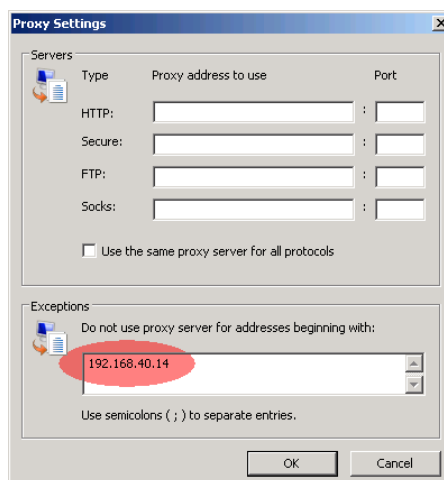 Proxy Settings
Servers
Type Proxy address to use Port
HTTP: :
Secure: :
FTP: :
Socks: :
Use the same proxy server for all protocols
Exceptions
Do not use proxy server for addresses beginning with:
192.168.40.14
Use semicolons ( ; ) to separate entries.
OK Cancel